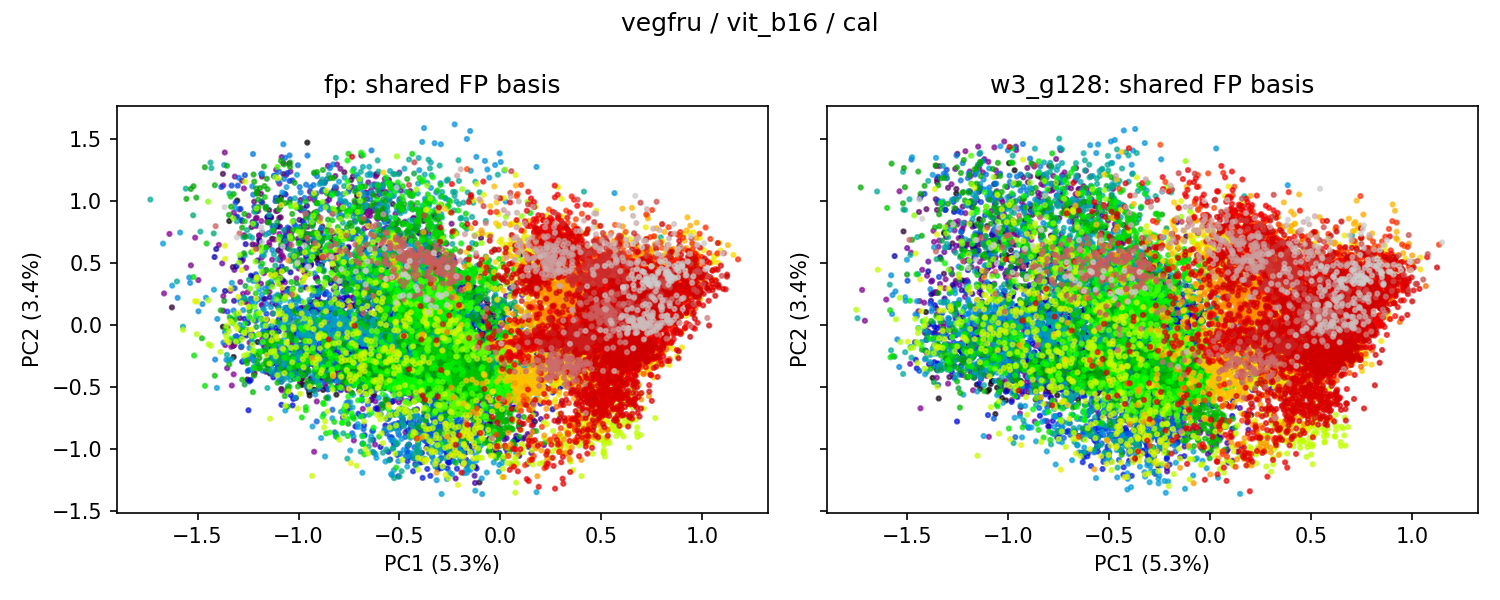 vegfru / vit_b16 / cal
fp: shared FP basis
w3_g128: shared FP basis
PC2 (3.4%)
1.5
1.0
0.5
0.0
−0.5
−1.0
−1.5
PC2 (3.4%)
−1.5
−1.0
−0.5
0.0
0.5
1.0
−1.5
−1.0
−0.5
0.0
0.5
1.0
PC1 (5.3%)
PC1 (5.3%)